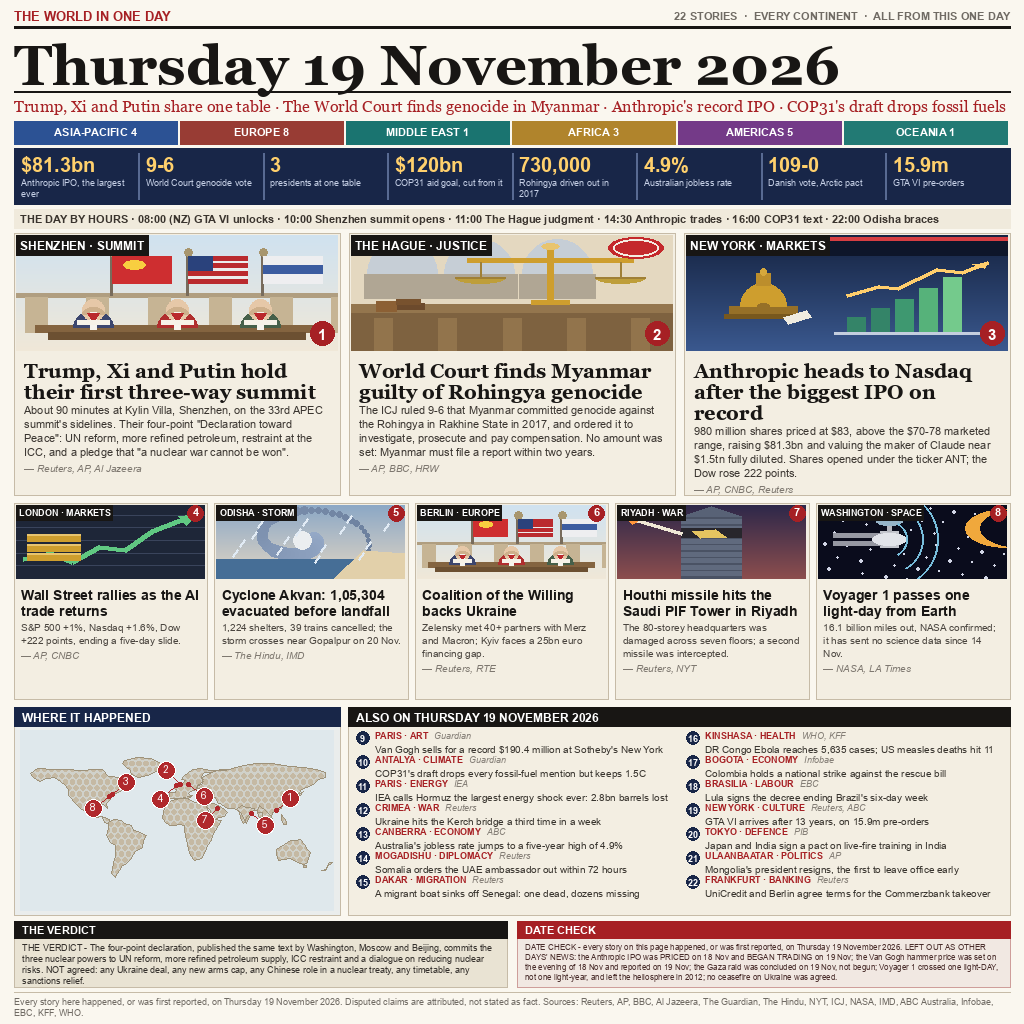 THE WORLD IN ONE DAY
22 STORIES · EVERY CONTINENT · ALL FROM THIS ONE DAY
Thursday 19 November 2026
Trump, Xi and Putin share one table · The World Court finds genocide in Myanmar · Anthropic's record IPO · COP31's draft drops fossil fuels
ASIA-PACIFIC 4
EUROPE 8
MIDDLE EAST 1
AFRICA 3
AMERICAS 5
OCEANIA 1
$81.3bn
Anthropic IPO, the largest
ever
9-6
World Court genocide vote
3
presidents at one table
$120bn
COP31 aid goal, cut from it
730,000
Rohingya driven out in
2017
4.9%
Australian jobless rate
109-0
Danish vote, Arctic pact
15.9m
GTA VI pre-orders
THE DAY BY HOURS · 08:00 (NZ) GTA VI unlocks · 10:00 Shenzhen summit opens · 11:00 The Hague judgment · 14:30 Anthropic trades · 16:00 COP31 text · 22:00 Odisha braces
SHENZHEN · SUMMIT
1
Trump, Xi and Putin hold
their first three-way summit
About 90 minutes at Kylin Villa, Shenzhen, on the 33rd APEC
summit's sidelines. Their four-point "Declaration toward
Peace": UN reform, more refined petroleum, restraint at the
ICC, and a pledge that "a nuclear war cannot be won".
— Reuters, AP, Al Jazeera
THE HAGUE · JUSTICE
2
World Court finds Myanmar
guilty of Rohingya genocide
The ICJ ruled 9-6 that Myanmar committed genocide against
the Rohingya in Rakhine State in 2017, and ordered it to
investigate, prosecute and pay compensation. No amount was
set: Myanmar must file a report within two years.
— AP, BBC, HRW
NEW YORK · MARKETS
3
Anthropic heads to Nasdaq
after the biggest IPO on
record
980 million shares priced at $83, above the $70-78 marketed
range, raising $81.3bn and valuing the maker of Claude near
$1.5tn fully diluted. Shares opened under the ticker ANT; the
Dow rose 222 points.
— AP, CNBC, Reuters
LONDON · MARKETS
4
Wall Street rallies as the AI
trade returns
S&P 500 +1%, Nasdaq +1.6%, Dow
+222 points, ending a five-day slide.
— AP, CNBC
ODISHA · STORM
5
Cyclone Akvan: 1,05,304
evacuated before landfall
1,224 shelters, 39 trains cancelled; the
storm crosses near Gopalpur on 20 Nov.
— The Hindu, IMD
BERLIN · EUROPE
6
Coalition of the Willing
backs Ukraine
Zelensky met 40+ partners with Merz
and Macron; Kyiv faces a 25bn euro
financing gap.
— Reuters, RTE
RIYADH · WAR
7
Houthi missile hits the
Saudi PIF Tower in Riyadh
The 80-storey headquarters was
damaged across seven floors; a second
missile was intercepted.
— Reuters, NYT
WASHINGTON · SPACE
8
Voyager 1 passes one
light-day from Earth
16.1 billion miles out, NASA confirmed;
it has sent no science data since 14
Nov.
— NASA, LA Times
WHERE IT HAPPENED
1
2
3
4
5
6
7
8
ALSO ON THURSDAY 19 NOVEMBER 2026
9 PARIS · ART Guardian
Van Gogh sells for a record $190.4 million at Sotheby's New York
10 ANTALYA · CLIMATE Guardian
COP31's draft drops every fossil-fuel mention but keeps 1.5C
11 PARIS · ENERGY IEA
IEA calls Hormuz the largest energy shock ever: 2.8bn barrels lost
12 CRIMEA · WAR Reuters
Ukraine hits the Kerch bridge a third time in a week
13 CANBERRA · ECONOMY ABC
Australia's jobless rate jumps to a five-year high of 4.9%
14 MOGADISHU · DIPLOMACY Reuters
Somalia orders the UAE ambassador out within 72 hours
15 DAKAR · MIGRATION Reuters
A migrant boat sinks off Senegal: one dead, dozens missing
16 KINSHASA · HEALTH WHO, KFF
DR Congo Ebola reaches 5,635 cases; US measles deaths hit 11
17 BOGOTA · ECONOMY Infobae
Colombia holds a national strike against the rescue bill
18 BRASILIA · LABOUR EBC
Lula signs the decree ending Brazil's six-day week
19 NEW YORK · CULTURE Reuters, ABC
GTA VI arrives after 13 years, on 15.9m pre-orders
20 TOKYO · DEFENCE PIB
Japan and India sign a pact on live-fire training in India
21 ULAANBAATAR · POLITICS AP
Mongolia's president resigns, the first to leave office early
22 FRANKFURT · BANKING Reuters
UniCredit and Berlin agree terms for the Commerzbank takeover
THE VERDICT
THE VERDICT - The four-point declaration, published the same text by Washington, Moscow and Beijing, commits the
three nuclear powers to UN reform, more refined petroleum supply, ICC restraint and a dialogue on reducing nuclear
risks. NOT agreed: any Ukraine deal, any new arms cap, any Chinese role in a nuclear treaty, any timetable, any
sanctions relief.
DATE CHECK
DATE CHECK - every story on this page happened, or was first reported, on Thursday 19 November 2026. LEFT OUT AS OTHER
DAYS' NEWS: the Anthropic IPO was PRICED on 18 Nov and BEGAN TRADING on 19 Nov; the Van Gogh hammer price was set on
the evening of 18 Nov and reported on 19 Nov; the Gaza raid was concluded on 19 Nov, not begun; Voyager 1 crossed one light-DAY,
not one light-year, and left the heliosphere in 2012; no ceasefire on Ukraine was agreed.
Every story here happened, or was first reported, on Thursday 19 November 2026. Disputed claims are attributed, not stated as fact. Sources: Reuters, AP, BBC, Al Jazeera, The Guardian, The Hindu, NYT, ICJ, NASA, IMD, ABC Australia, Infobae,
EBC, KFF, WHO.